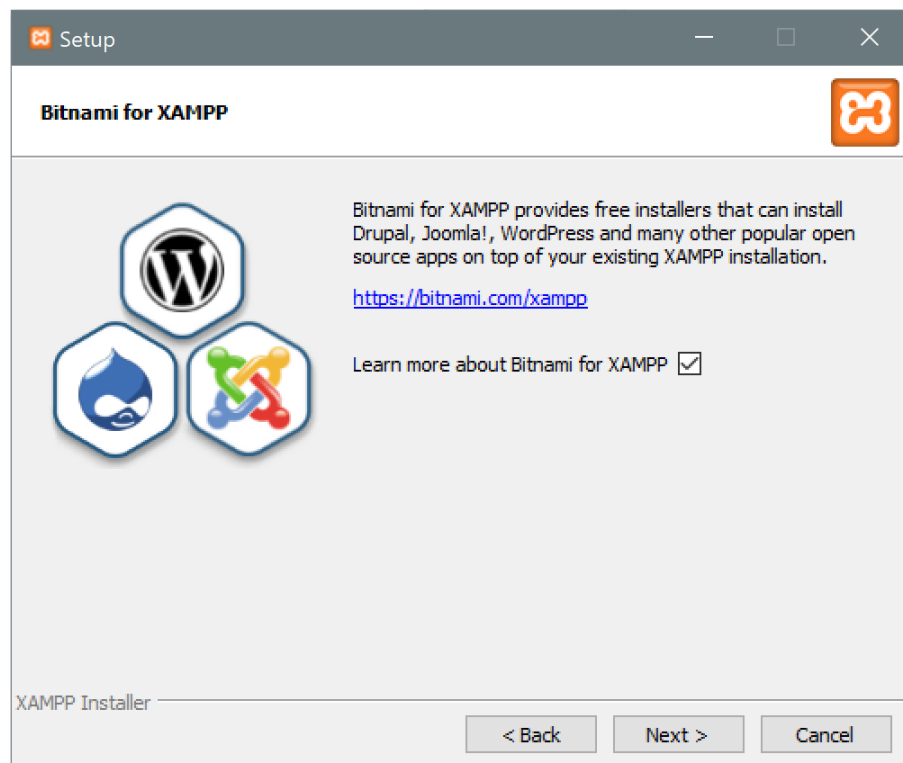 Setup
Bitnami for XAMPP
Bitnami for XAMPP provides free installers that can install
Drupal, Joomla!, WordPress and many other popular open
source apps on top of your existing XAMPP installation.
https://bitnami.com/xampp
Learn more about Bitnami for XAMPP
XAMPP Installer
< Back
Next >
Cancel